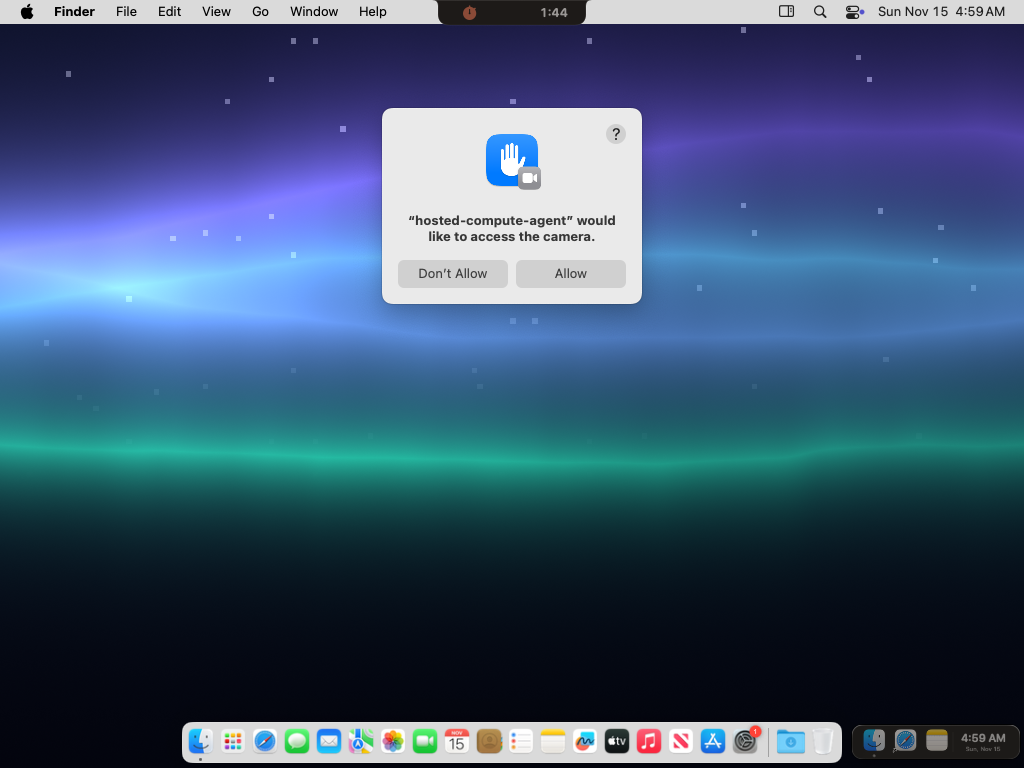 Finder File Edit View Go Window Help 1:44 Sun Nov 15 4:59 AM
?
“hosted-compute-agent” would
like to access the camera.
Don't Allow Allow
NOV
15
tv
1
4:59 AM
Sun, Nov 15